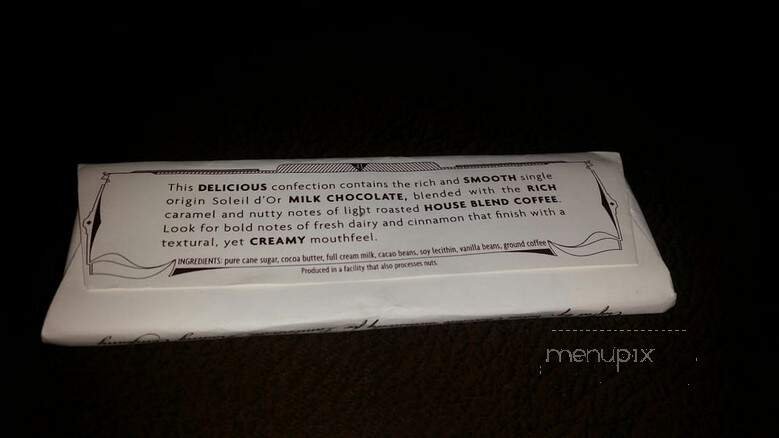 This DELICIOUS confection contains the rich and SMOOTH single
origin Soleil d'Or MILK CHOCOLATE, blended with the RICH
caramel and nutty notes of light roasted HOUSE BLEND COFFEE.
Look for bold notes of fresh dairy and cinnamon that finish with a
textural, yet CREAMY mouthfeel.
INGREDIENTS: pure cane sugar, cocoa butter, full cream milk, cacao beans, soy lecithin, vanilla beans, ground coffee
Produced in a facility that also processes nuts.
menupix